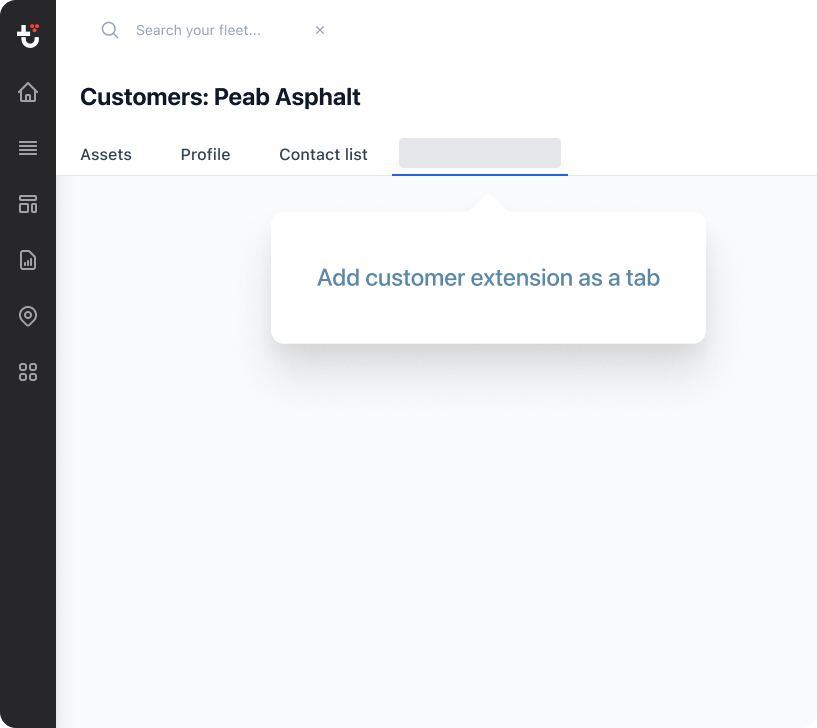 Search your fleet...
Customers: Peab Asphalt
Assets Profile Contact list
Add customer extension as a tab